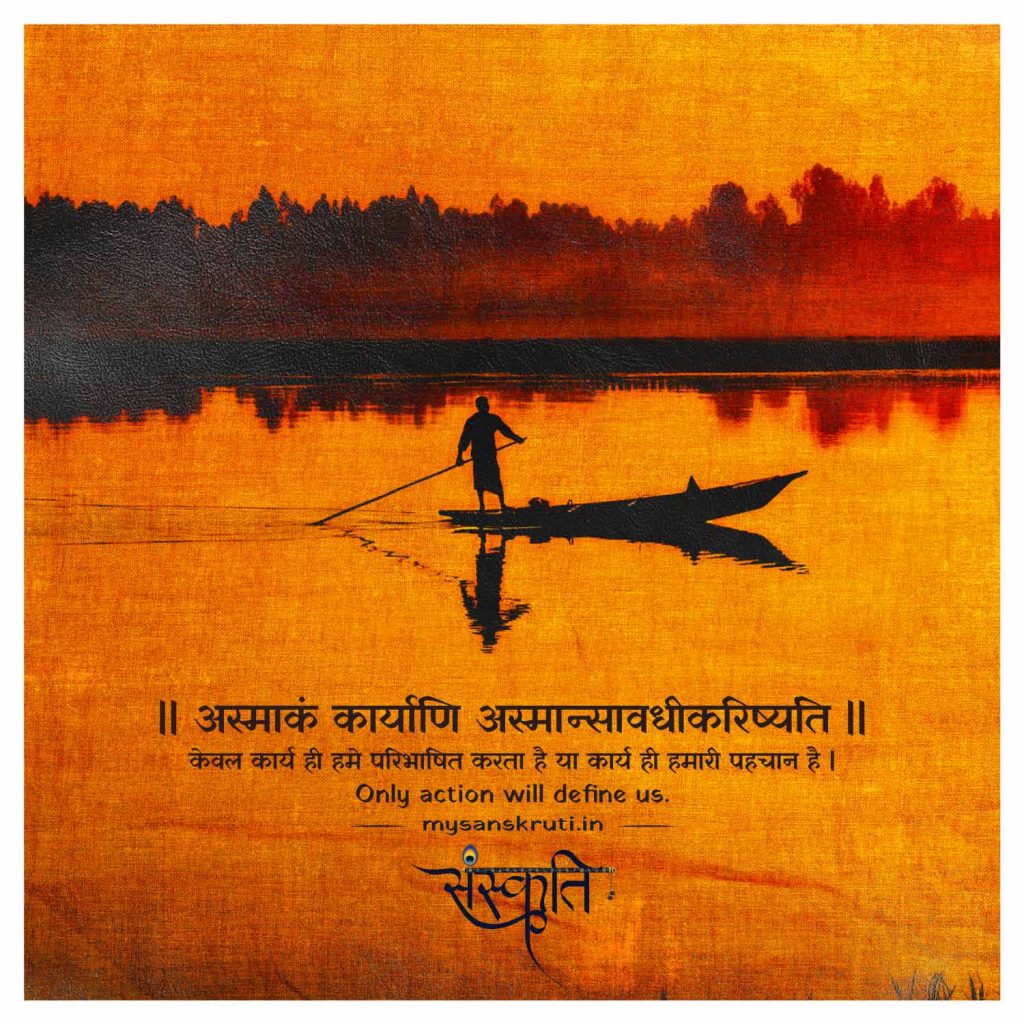 ॥ अस्माकं कार्याणि अस्मान्सावधीकरिष्यति ॥
केवल कार्य ही हमे परिभाषित करता है या कार्य ही हमारी पहचान है।
Only action will define us.
mysanskruti.in
संस्कृति